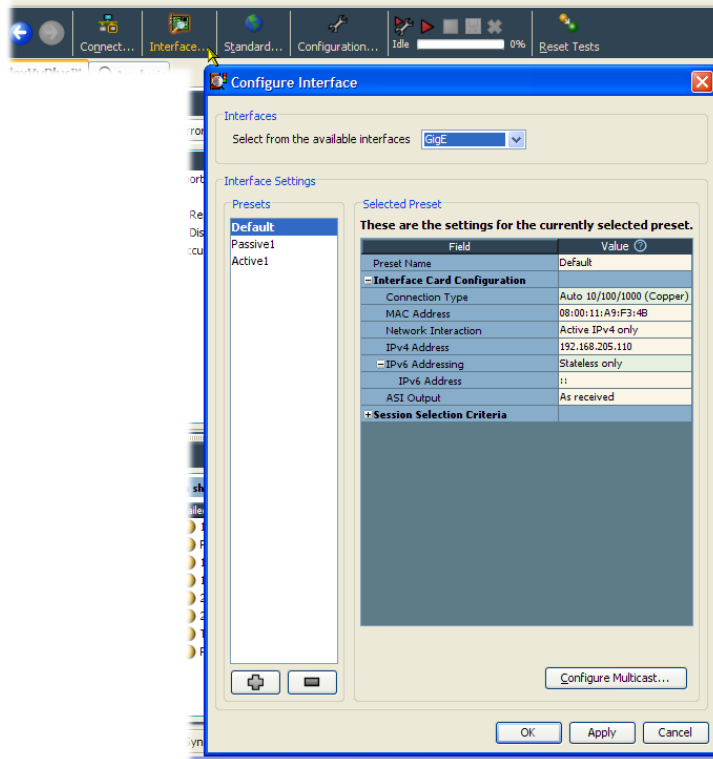 Connect...
Interface...
Standard...
Configuration...
Idle
0%
Reset Tests
Configure Interface
Interfaces
Select from the available interfaces
GigE
Interface Settings
Presets
Default
Passive1
Active1
Selected Preset
These are the settings for the currently selected preset.
Field Value
Preset Name Default
Interface Card Configuration
Connection Type Auto 10/100/1000 (Copper)
MAC Address 08:00:11:A9:F3:4B
Network Interaction Active IPv4 only
IPv4 Address 192.168.205.110
IPv6 Addressing Stateless only
IPv6 Address ::
ASI Output As received
Session Selection Criteria
Configure Multicast...
OK
Apply
Cancel